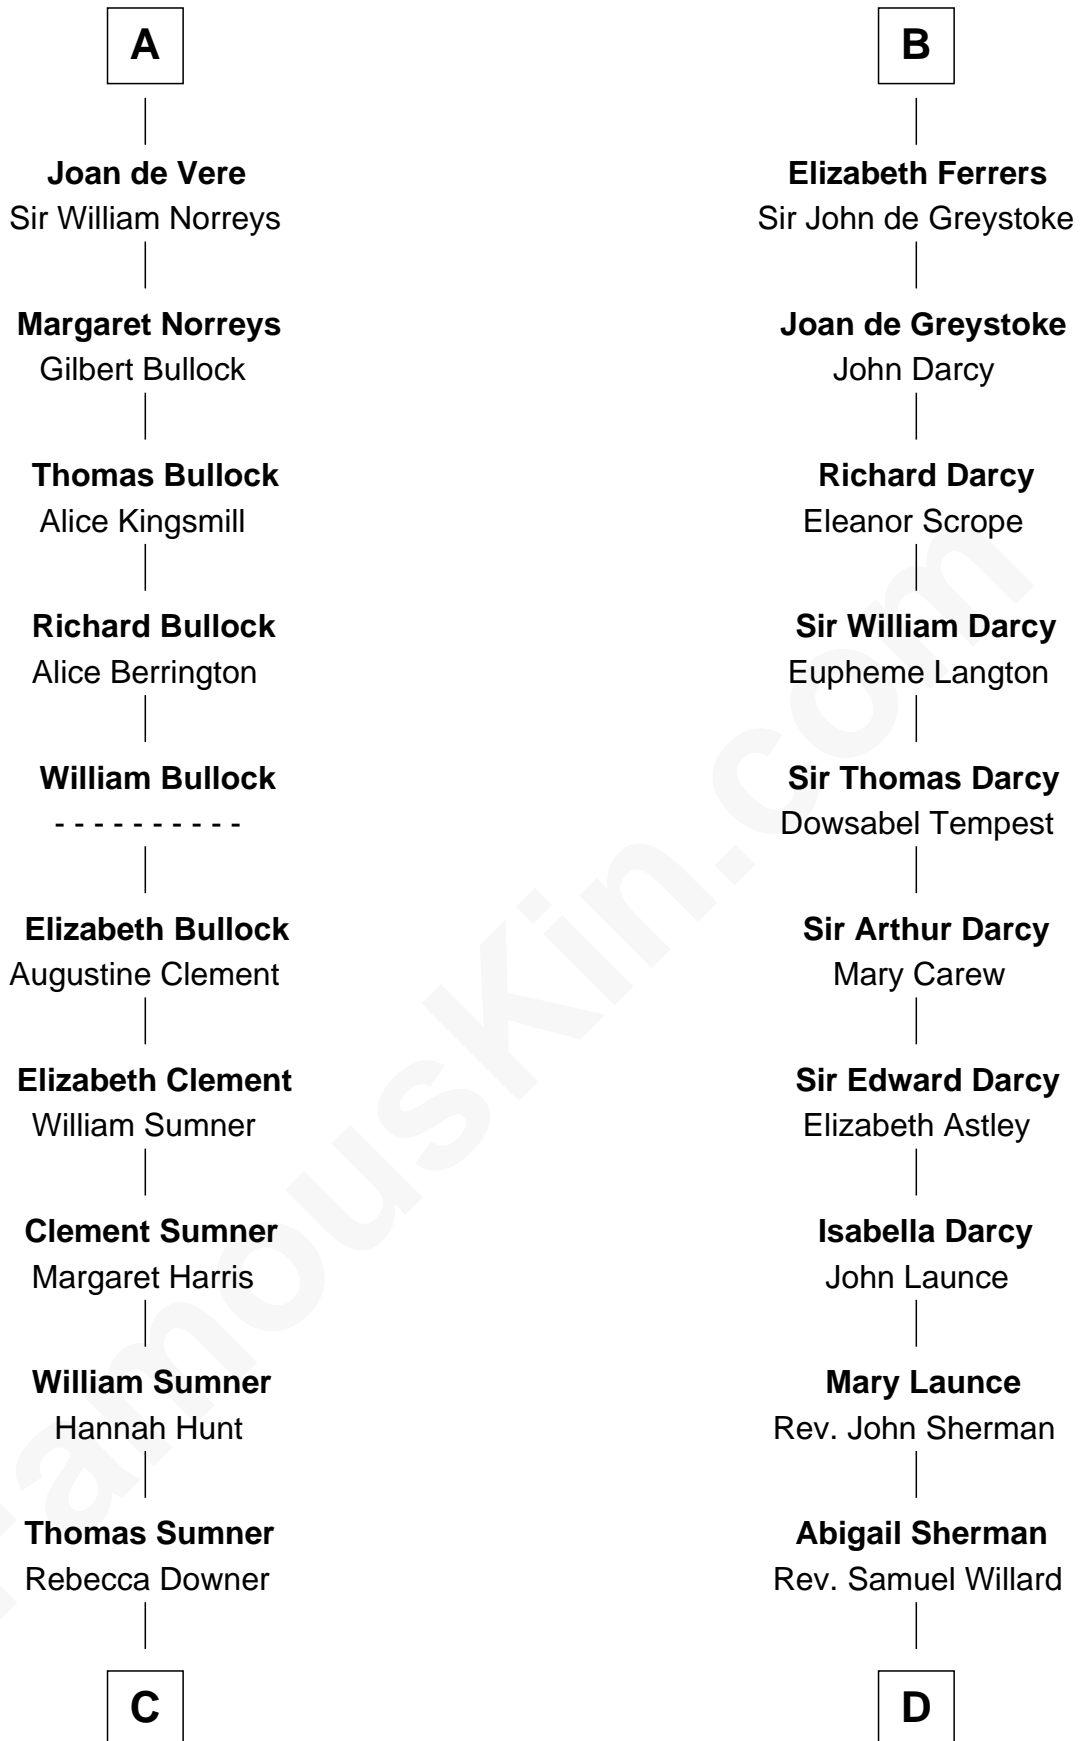 A
Joan de Vere
Sir William Norreys
Margaret Norreys
Gilbert Bullock
Thomas Bullock
Alice Kingsmill
Richard Bullock
Alice Berrington
William Bullock
- - - - - - - - - -
Elizabeth Bullock
Augustine Clement
Elizabeth Clement
William Sumner
Clement Sumner
Margaret Harris
William Sumner
Hannah Hunt
Thomas Sumner
Rebecca Downer
C
B
Elizabeth Ferrers
Sir John de Greystoke
Joan de Greystoke
John Darcy
Richard Darcy
Eleanor Scrope
Sir William Darcy
Eupheme Langton
Sir Thomas Darcy
Dowsabel Tempest
Sir Arthur Darcy
Mary Carew
Sir Edward Darcy
Elizabeth Astley
Isabella Darcy
John Launce
Mary Launce
Rev. John Sherman
Abigail Sherman
Rev. Samuel Willard
D
FamousKin.com